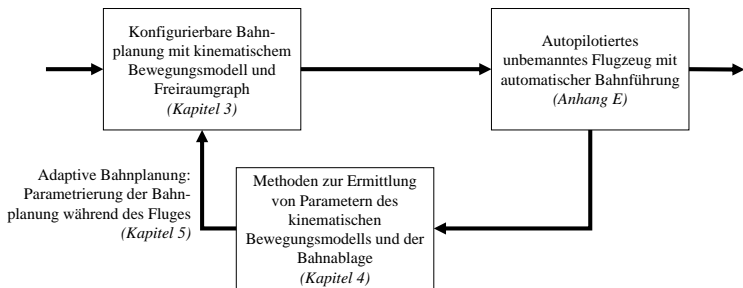 Konfigurierbare Bahn-
planung mit kinematischem
Bewegungsmodell und
Freiraumgraph
(Kapitel 3)
Autopilotiertes
unbemanntes Flugzeug mit
automatischer Bahnführung
(Anhang E)
Adaptive Bahnplanung:
Parametrierung der Bahn-
planung während des Fluges
(Kapitel 5)
Methoden zur Ermittlung
von Parametern des
kinematischen
Bewegungsmodells und der
Bahnablage
(Kapitel 4)